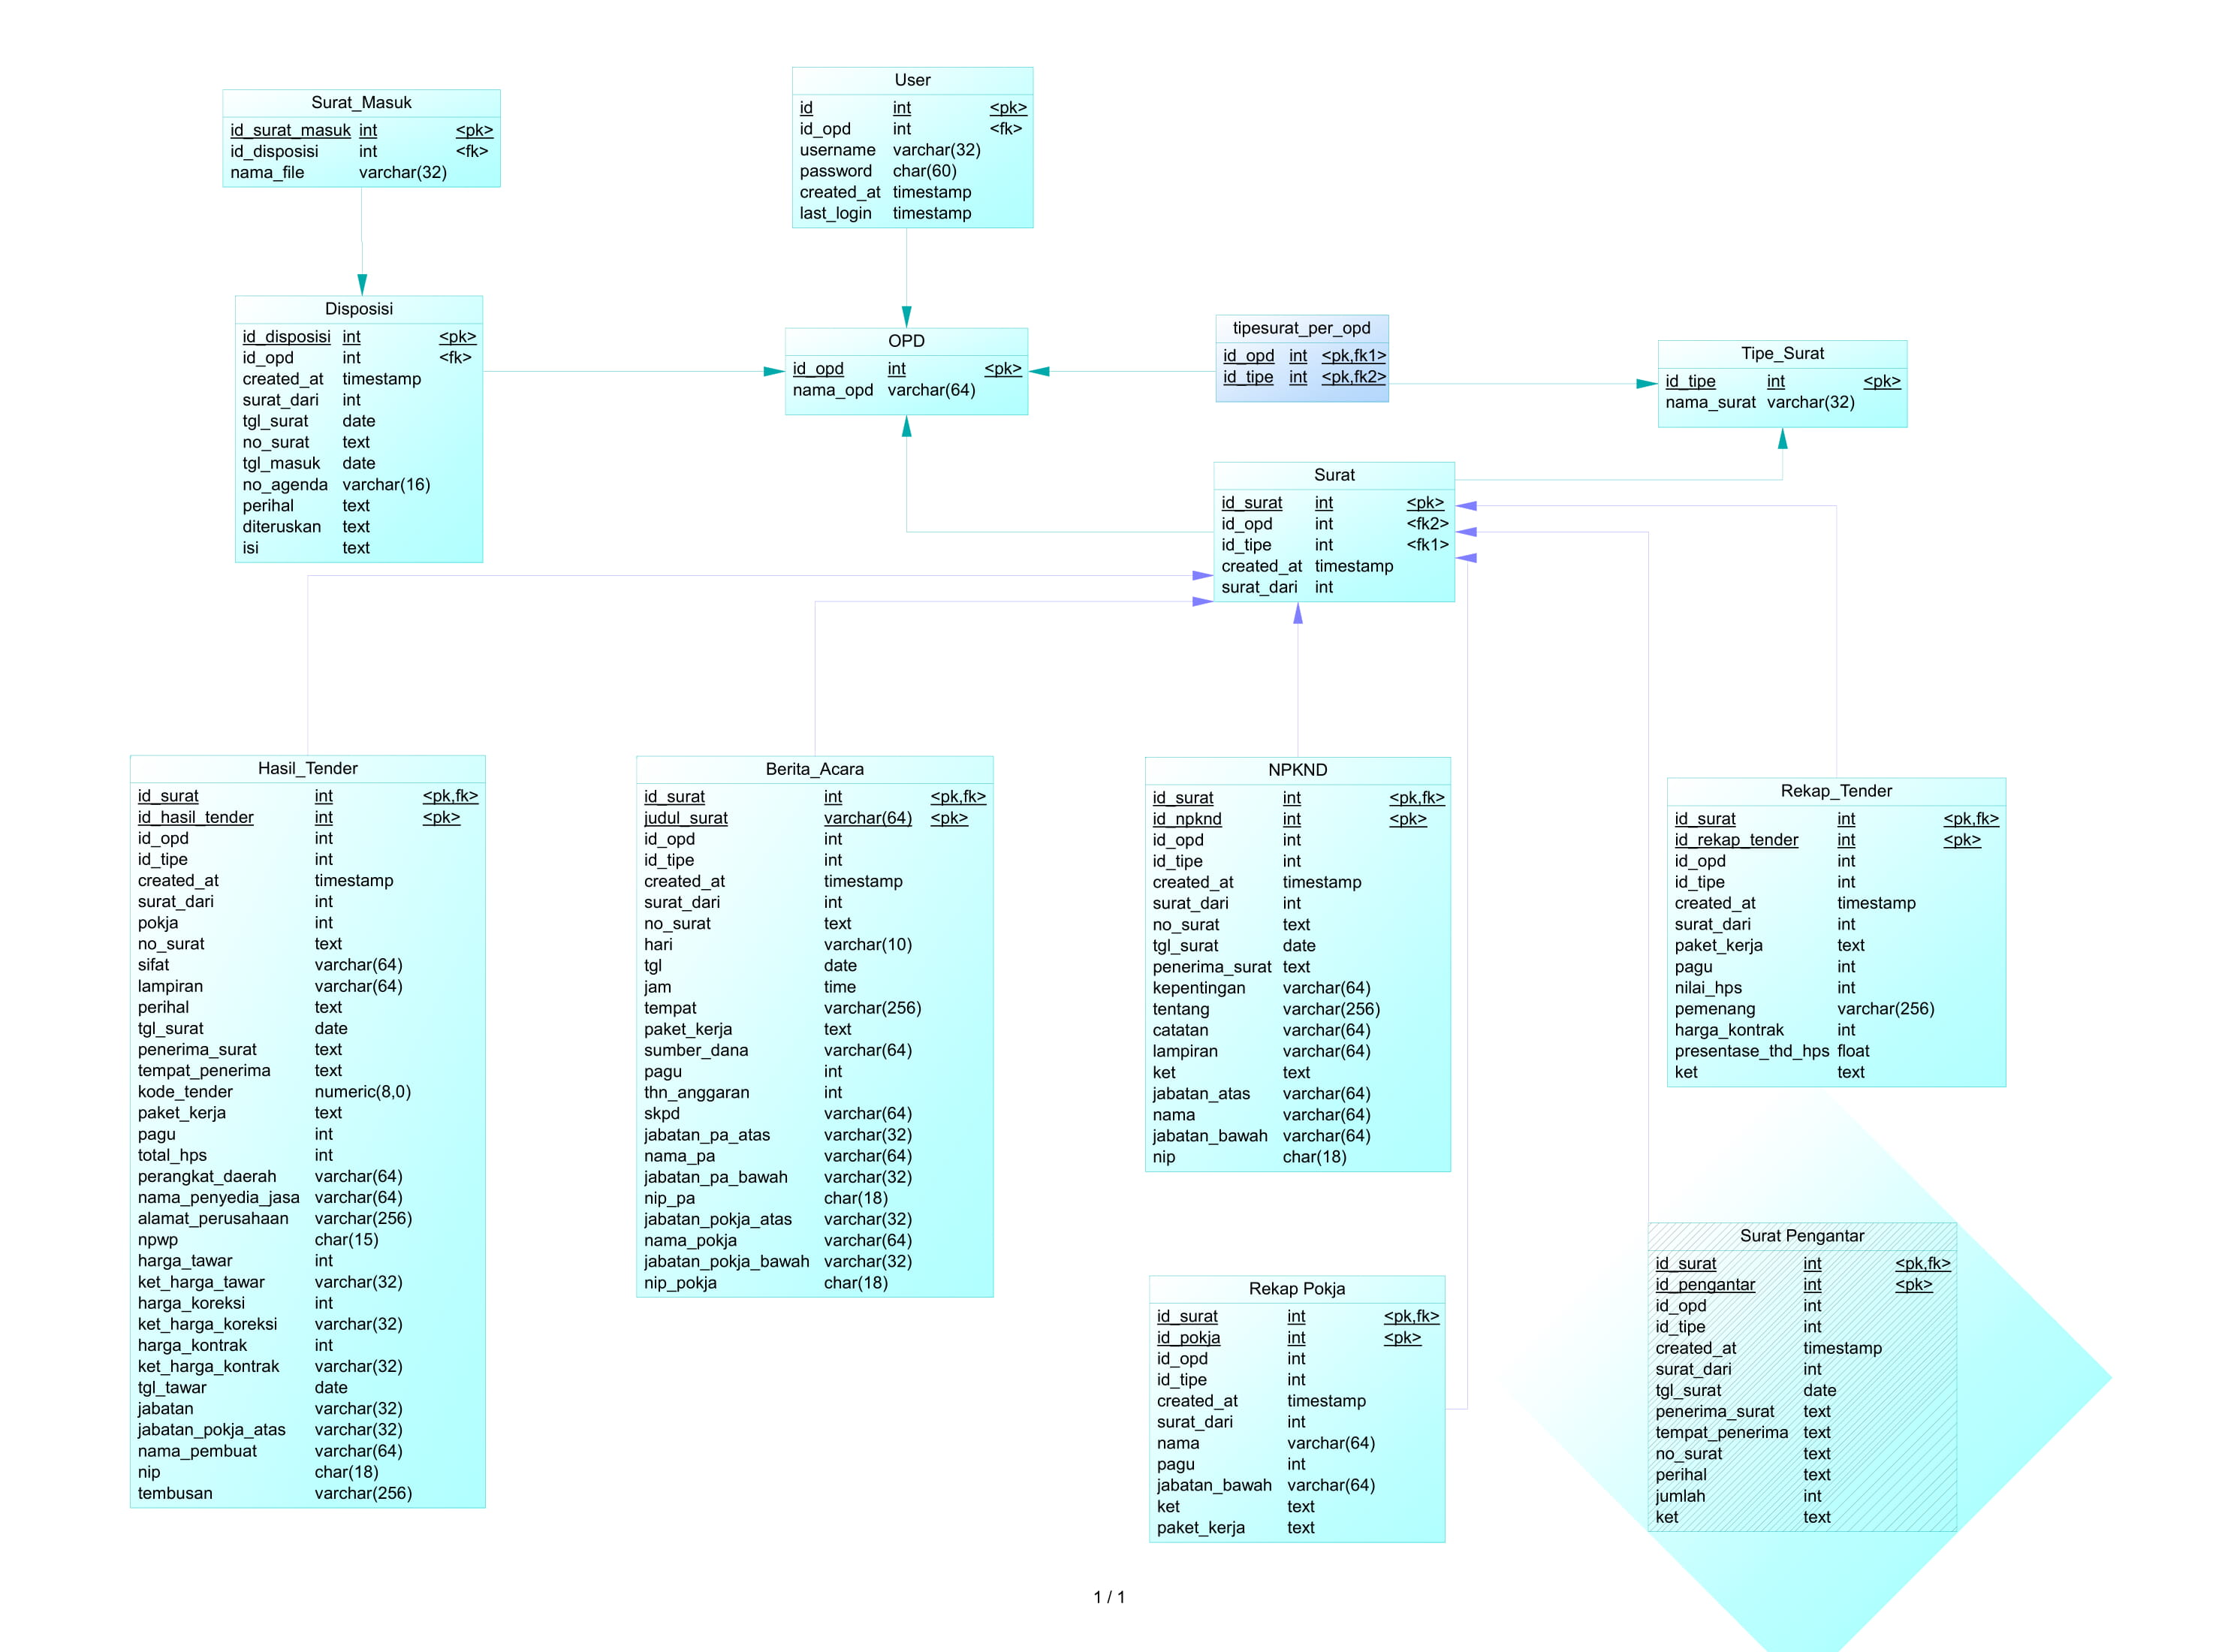 Surat_Masuk
id_surat_masuk int <pk>
id_disposisi int <fk>
nama_file varchar(32)
User
id int <pk>
id_opd int <fk>
username varchar(32)
password char(60)
created_at timestamp
last_login timestamp
Disposisi
id_disposisi int <pk>
id_opd int <fk>
created_at timestamp
surat_dari int
tgl_surat date
no_surat text
tgl_masuk date
no_agenda varchar(16)
perihal text
diteruskan text
isi text
OPD
id_opd int <pk>
nama_opd varchar(64)
tipesurat_per_opd
id_opd int <pk,fk1>
id_tipe int <pk,fk2>
Tipe_Surat
id_tipe int <pk>
nama_surat varchar(32)
Surat
id_surat int <pk>
id_opd int <fk2>
id_tipe int <fk1>
created_at timestamp
surat_dari int
Hasil_Tender
id_surat int <pk,fk>
id_hasil_tender int <pk>
id_opd int
id_tipe int
created_at timestamp
surat_dari int
pokja int
no_surat text
sifat varchar(64)
lampiran varchar(64)
perihal text
tgl_surat date
penerima_surat text
tempat_penerima text
kode_tender numeric(8,0)
paket_kerja text
pagu int
total_hps int
perangkat_daerah varchar(64)
nama_penyedia_jasa varchar(64)
alamat_perusahaan varchar(256)
npwp char(15)
harga_tawar int
ket_harga_tawar varchar(32)
harga_koreksi int
ket_harga_koreksi varchar(32)
harga_kontrak int
ket_harga_kontrak varchar(32)
tgl_tawar date
jabatan varchar(32)
jabatan_pokja_atas varchar(32)
nama_pembuat varchar(64)
nip char(18)
tembusan varchar(256)
Berita_Acara
id_surat int <pk,fk>
judul_surat varchar(64) <pk>
id_opd int
id_tipe int
created_at timestamp
surat_dari int
no_surat text
hari varchar(10)
tgl date
jam time
tempat varchar(256)
paket_kerja text
sumber_dana varchar(64)
pagu int
thn_anggaran int
skpd varchar(64)
jabatan_pa_atas varchar(32)
nama_pa varchar(64)
jabatan_pa_bawah varchar(32)
nip_pa char(18)
jabatan_pokja_atas varchar(32)
nama_pokja varchar(64)
jabatan_pokja_bawah varchar(32)
nip_pokja char(18)
NPKND
id_surat int <pk,fk>
id_npknd int <pk>
id_opd int
id_tipe int
created_at timestamp
surat_dari int
no_surat text
tgl_surat date
penerima_surat text
kepentingan varchar(64)
tentang varchar(256)
catatan varchar(64)
lampiran varchar(64)
ket text
jabatan_atas varchar(64)
nama varchar(64)
jabatan_bawah varchar(64)
nip char(18)
Rekap_Tender
id_surat int <pk,fk>
id_rekap_tender int <pk>
id_opd int
id_tipe int
created_at timestamp
surat_dari int
paket_kerja text
pagu int
nilai_hps int
pemenang varchar(256)
harga_kontrak int
presentase_thd_hps float
ket text
Rekap Pokja
id_surat int <pk,fk>
id_pokja int <pk>
id_opd int
id_tipe int
created_at timestamp
surat_dari int
nama varchar(64)
pagu int
jabatan_bawah varchar(64)
ket text
paket_kerja text
Surat Pengantar
id_surat int <pk,fk>
id_pengantar int <pk>
id_opd int
id_tipe int
created_at timestamp
surat_dari int
tgl_surat date
penerima_surat text
tempat_penerima text
no_surat text
perihal text
jumlah int
ket text
1 / 1